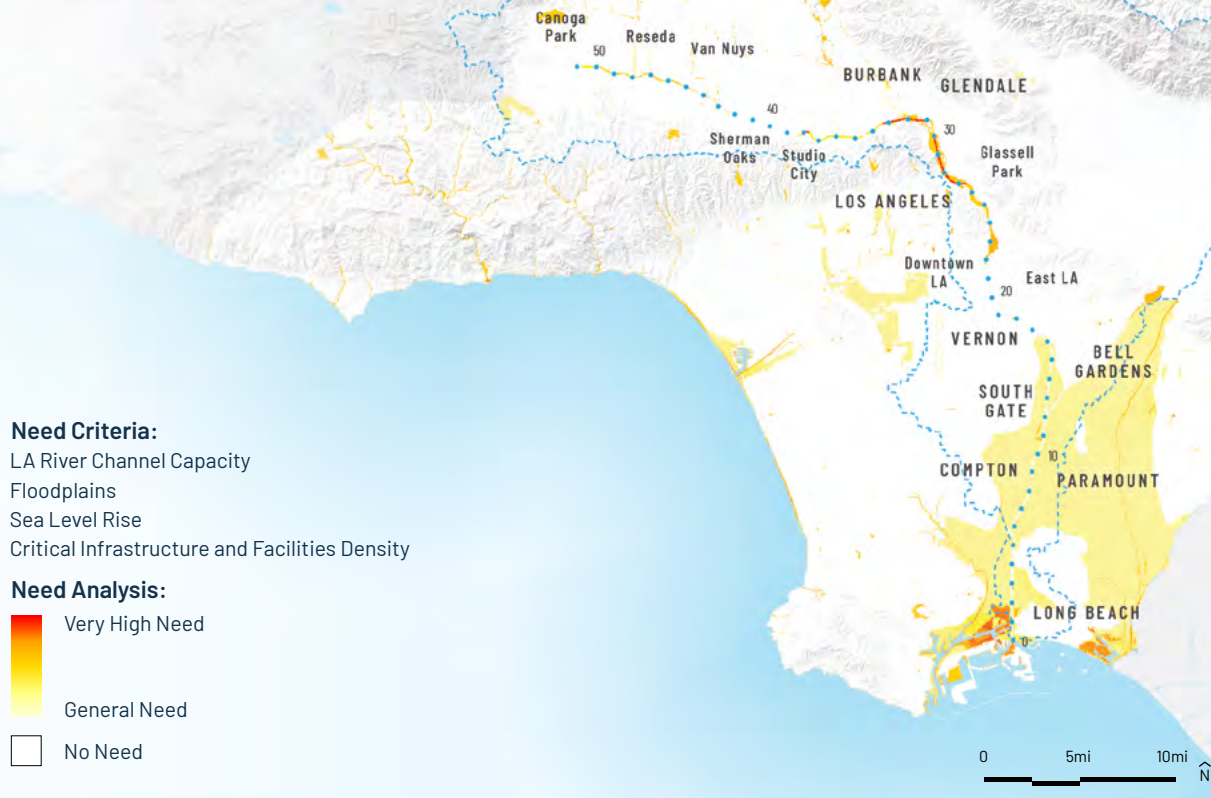 Canoga
Park
50
Reseda
Van Nuys
BURBANK
GLENDALE
40
30
Sherman
Oaks
Studio
City
Glassell
Park
LOS ANGELES
Downtown
LA
East LA
20
VERNON
BELL
GARDENS
SOUTH
GATE
10
COMPTON
PARAMOUNT
LONG BEACH
0
Need Criteria:
LA River Channel Capacity
Floodplains
Sea Level Rise
Critical Infrastructure and Facilities Density
Need Analysis:
Very High Need
General Need
No Need
0 5mi 10mi
N